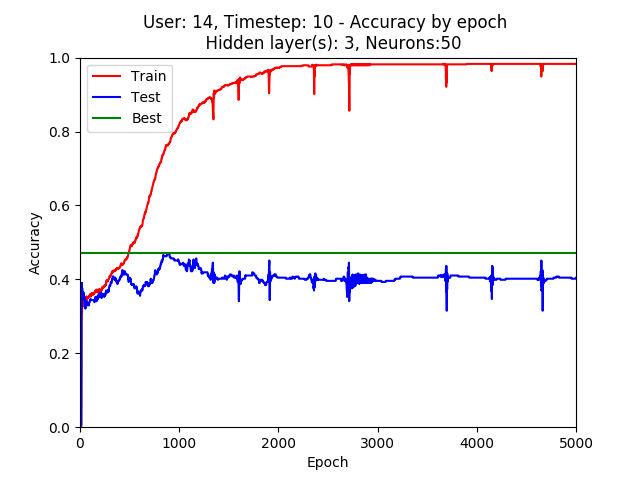 User: 14, Timestep: 10 - Accuracy by epoch
Hidden layer(s): 3, Neurons:50
1.0
0.8
0.6
0.4
0.2
0.0
Accuracy
Train
Test
Best
0
1000
2000
3000
4000
5000
Epoch